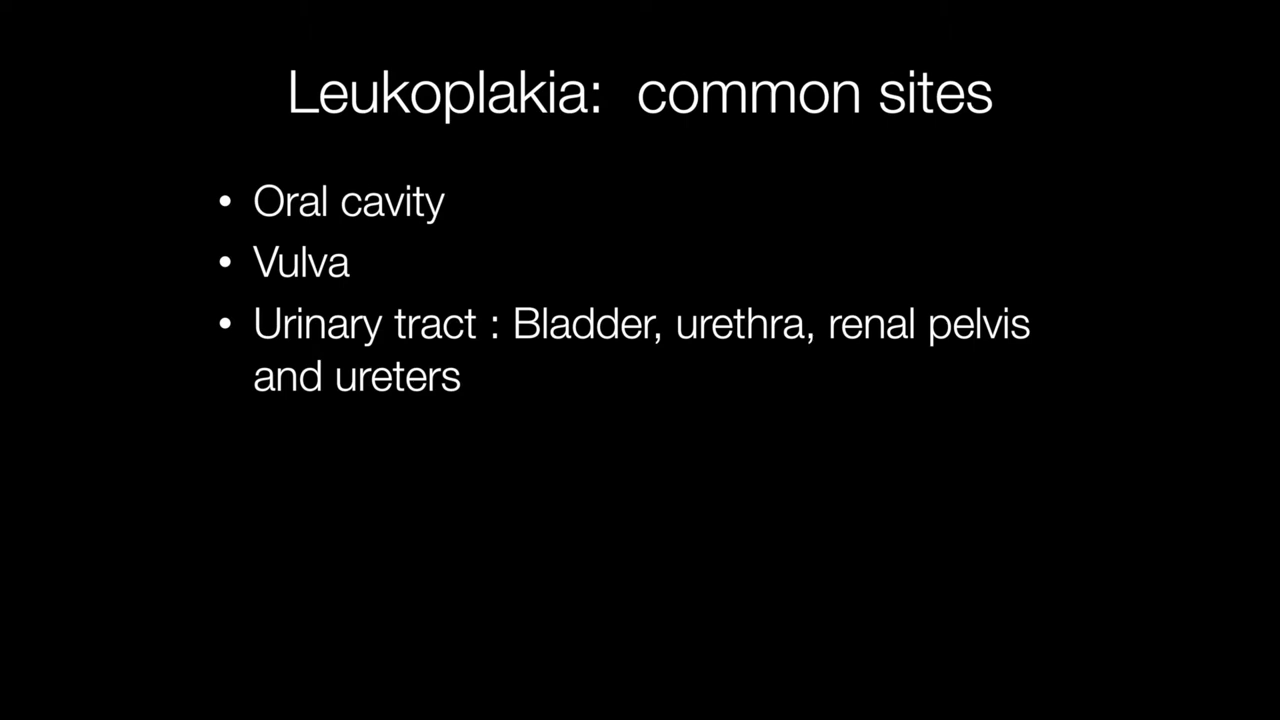 Leukoplakia:  common sites
• Oral cavity
• Vulva
• Urinary tract : Bladder, urethra, renal pelvis
and ureters